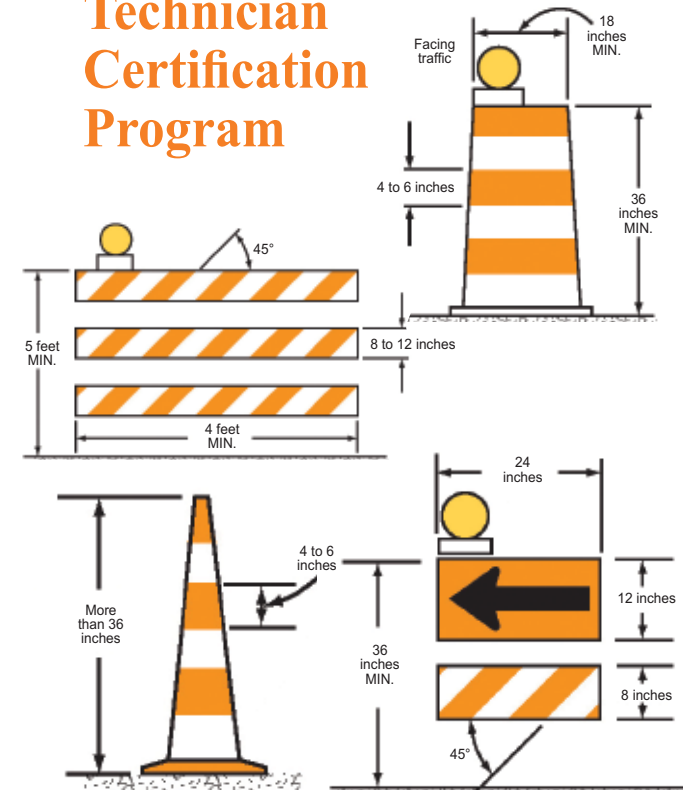 Technician
Certification
Program
18
inches
MIN.
Facing
traffic
4 to 6 inches
36
inches
MIN.
45°
5 feet
MIN.
8 to 12 inches
4 feet
MIN.
24
inches
4 to 6
inches
More
than 36
inches
12 inches
36
inches
MIN.
8 inches
45°